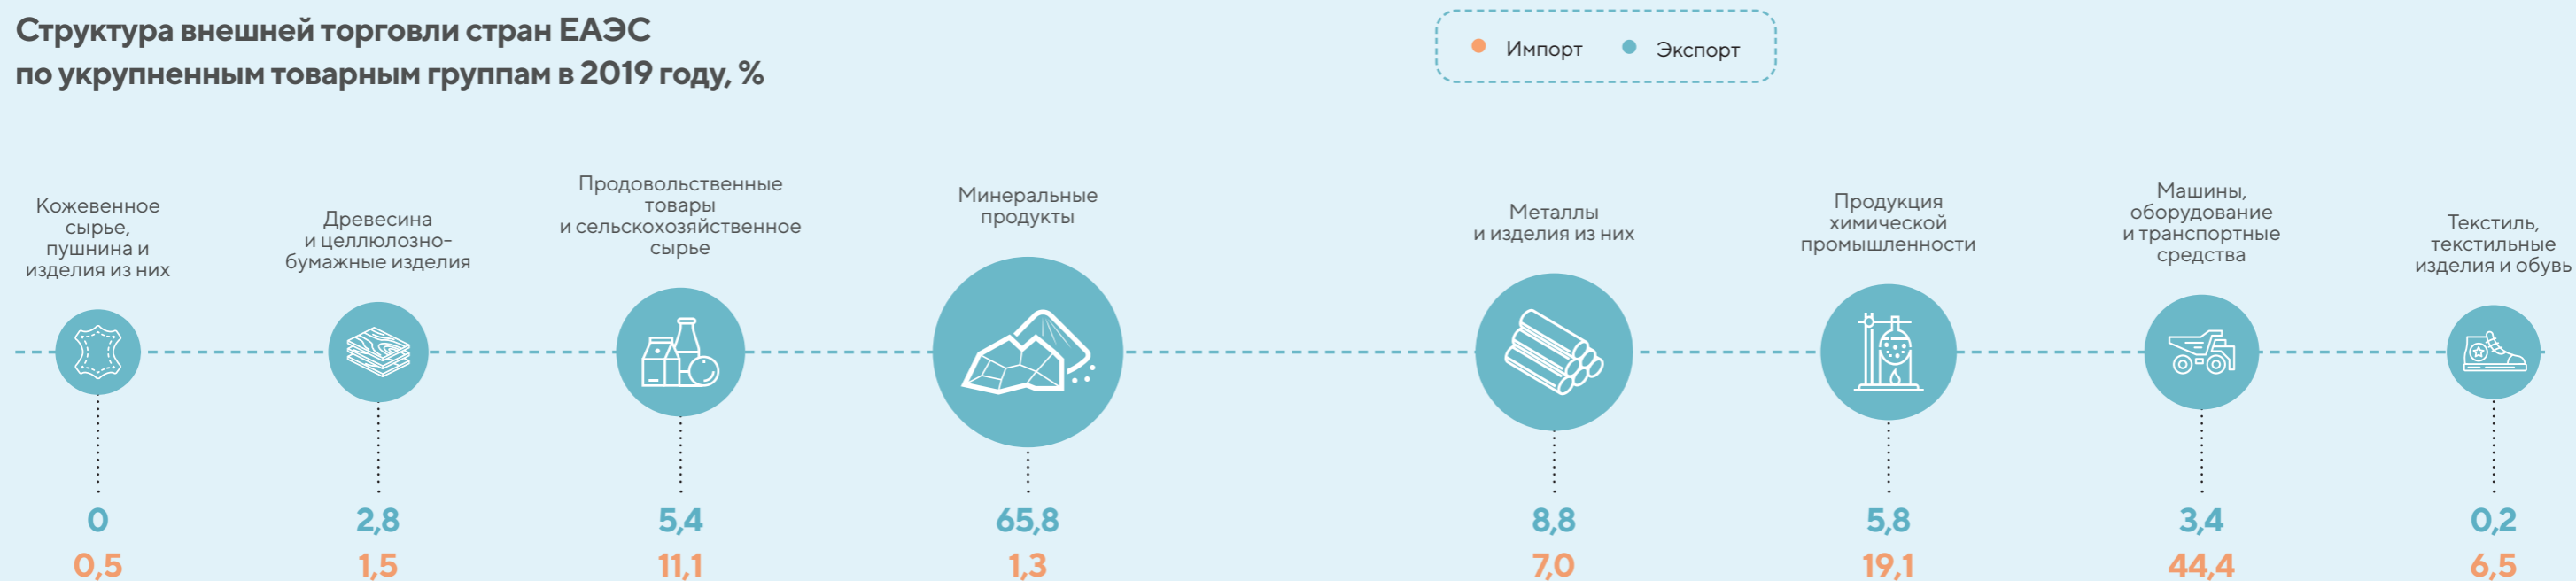 Структура внешней торговли стран ЕАЭС
по укрупненным товарным группам в 2019 году, %
Импорт
Экспорт
Кожевенное
сырье,
пушнина и
изделия из них
0
0,5
Древесина
и целлюлозно-
бумажные изделия
2,8
1,5
Продовольственные
товары
и сельскохозяйственное
сырье
5,4
11,1
Минеральные
продукты
65,8
1,3
Металлы
и изделия из них
8,8
7,0
Продукция
химической
промышленности
5,8
19,1
Машины,
оборудование
и транспортные
средства
3,4
44,4
Текстиль,
текстильные
изделия и обувь
0,2
6,5